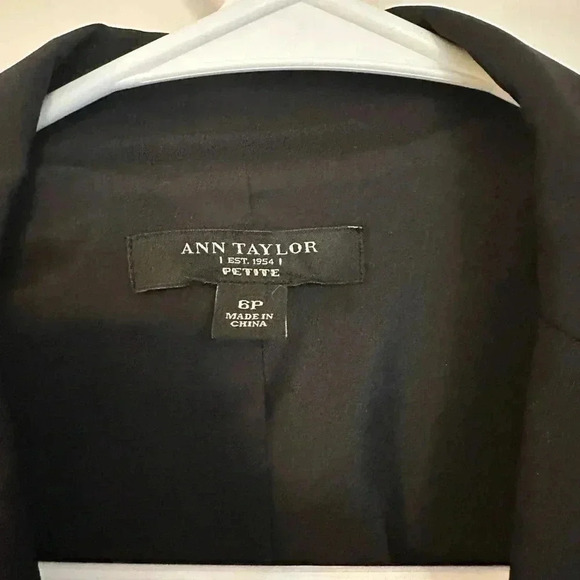 ANN TAYLOR
| EST. 1954 |
PETITE
6P
MADE IN
CHINA